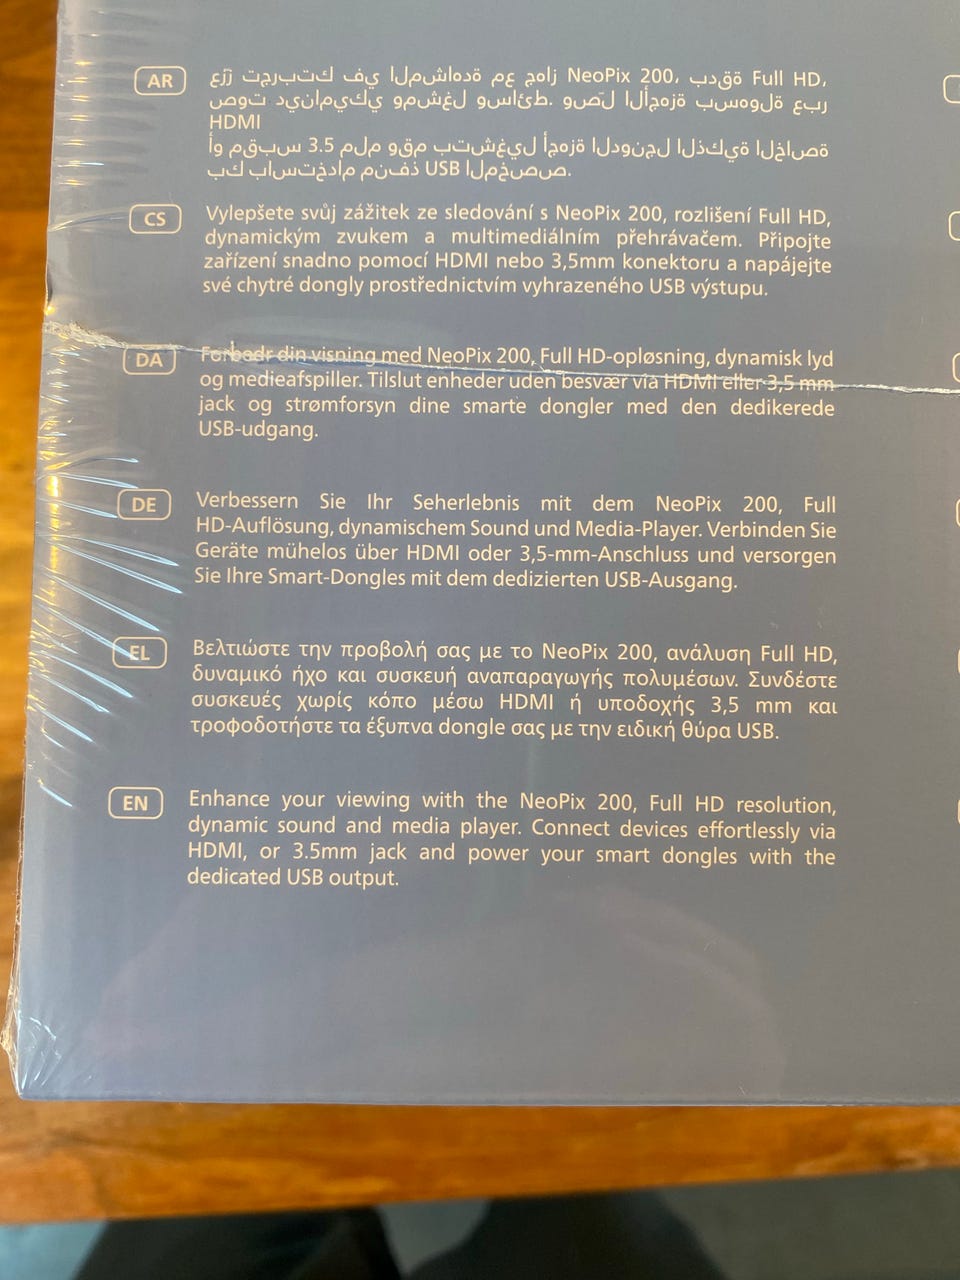 AR
عزز تجربتك في المشاهدة مع جهاز NeoPix 200، بدقة Full HD،
صوت ديناميكي ومشغل وسائط. وصّل الأجهزة بسهولة عبر
HDMI
أو مقبس 3.5 ملم وقم بتشغيل أجهزة الدونجل الذكية الخاصة
بك باستخدام منفذ USB المخصص.
CS
Vylepšete svůj zážitek ze sledování s NeoPix 200, rozlišení Full HD,
dynamickým zvukem a multimediálním přehrávačem. Připojte
zařízení snadno pomocí HDMI nebo 3,5mm konektoru a napájejte
své chytré dongly prostřednictvím vyhrazeného USB výstupu.
DA
Forbedr din visning med NeoPix 200, Full HD-opløsning, dynamisk lyd
og medieafspiller. Tilslut enheder uden besvær via HDMI eller 3,5 mm
jack og strømforsyn dine smarte dongler med den dedikerede
USB-udgang.
DE
Verbessern Sie Ihr Seherlebnis mit dem NeoPix 200, Full
HD-Auflösung, dynamischem Sound und Media-Player. Verbinden Sie
Geräte mühelos über HDMI oder 3,5-mm-Anschluss und versorgen
Sie Ihre Smart-Dongles mit dem dedizierten USB-Ausgang.
EL
Βελτιώστε την προβολή σας με το NeoPix 200, ανάλυση Full HD,
δυναμικό ήχο και συσκευή αναπαραγωγής πολυμέσων. Συνδέστε
συσκευές χωρίς κόπο μέσω HDMI ή υποδοχής 3,5 mm και
τροφοδοτήστε τα έξυπνα dongle σας με την ειδική θύρα USB.
EN
Enhance your viewing with the NeoPix 200, Full HD resolution,
dynamic sound and media player. Connect devices effortlessly via
HDMI, or 3.5mm jack and power your smart dongles with the
dedicated USB output.